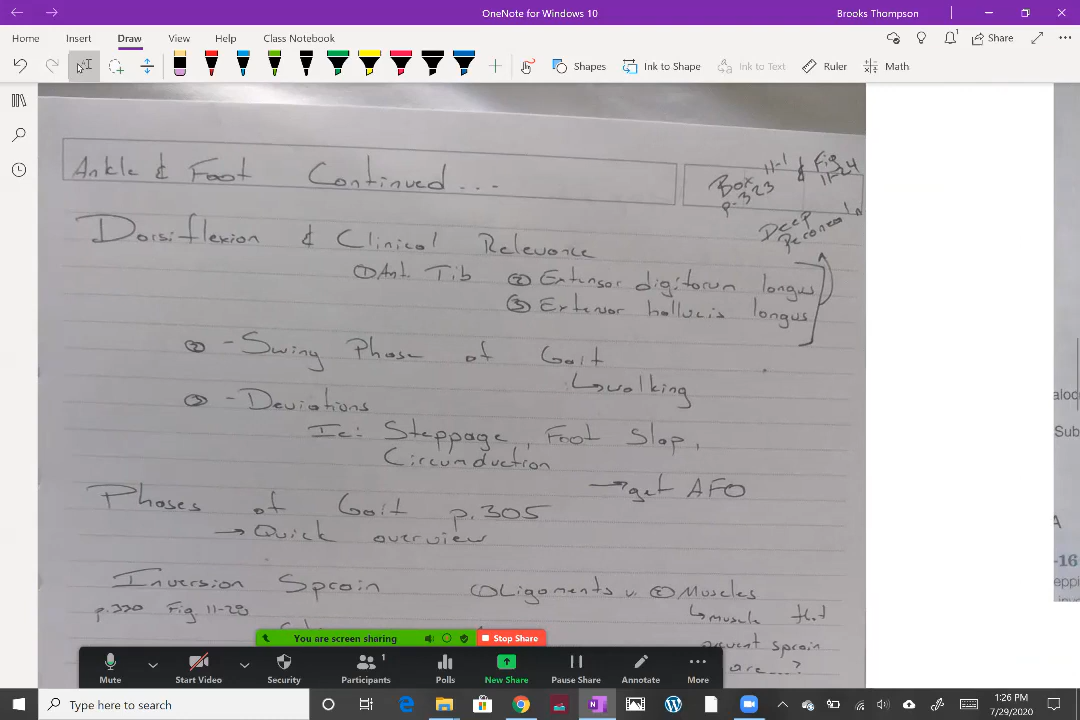 OneNote for Windows 10
Brooks Thompson
Home Insert Draw View Help Class Notebook
Share
Shapes Ink to Shape Ink to Text Ruler Math
Ankle & Foot Continued...
Box 11-1 & Fig 11-24
p.323
Deep
Peroneal n
Dorsiflexion & Clinical Relevance
① Ant. Tib ② Extensor digitorum longus
③ Extensor hallucis longus
② - Swing Phase of Gait
↳ walking
③ - Deviations
Ie: Steppage, Foot Slap,
Circumduction
→ get AFO
Phases of Gait p.305
→ Quick overview
Inversion Sprain ① Ligaments v. ② Muscles
p.320 Fig. 11-28
↳ muscle that
prevent sprain
are....?
Sub
A
-16
You are screen sharing Stop Share
Mute Start Video Security Participants 1 Polls New Share Pause Share Annotate More
Type here to search
1:26 PM
7/29/2020